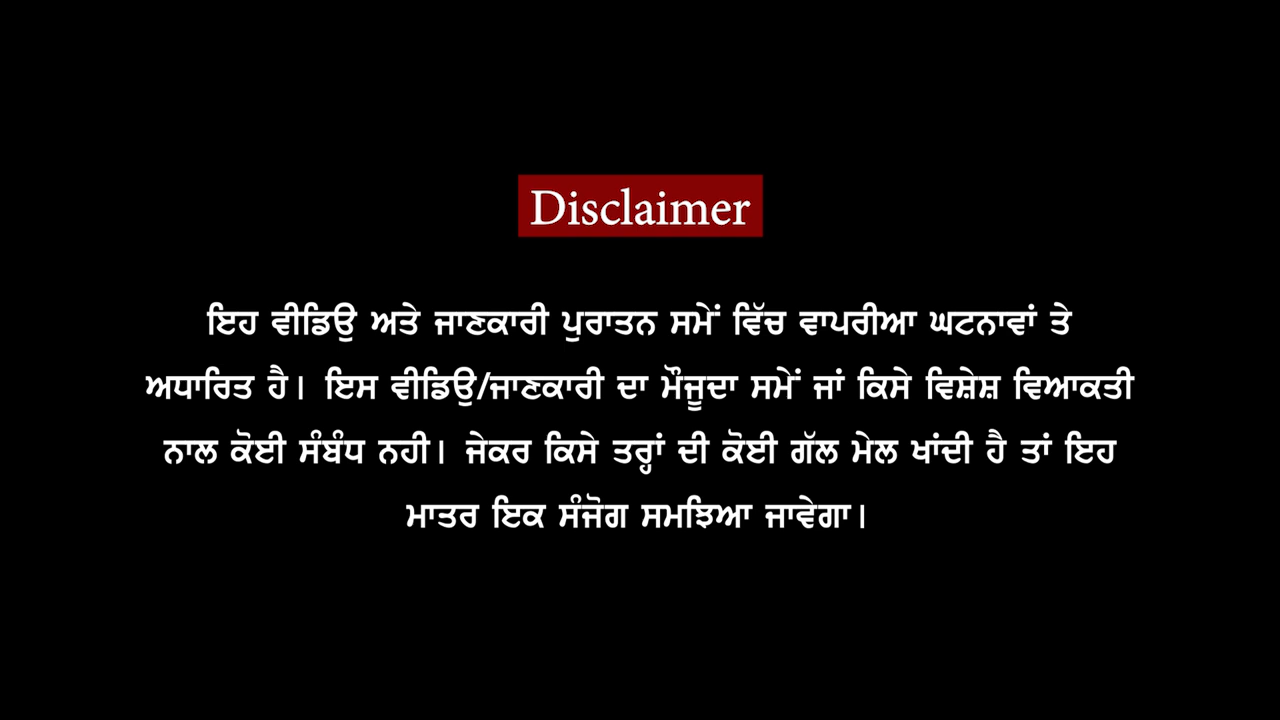 Disclaimer
ਇਹ ਵੀਡਿਉ ਅਤੇ ਜਾਣਕਾਰੀ ਪੁਰਾਤਨ ਸਮੇਂ ਵਿੱਚ ਵਾਪਰੀਆ ਘਟਨਾਵਾਂ ਤੇ
ਅਧਾਰਿਤ ਹੈ। ਇਸ ਵੀਡਿਉ/ਜਾਣਕਾਰੀ ਦਾ ਮੌਜੂਦਾ ਸਮੇਂ ਜਾਂ ਕਿਸੇ ਵਿਸ਼ੇਸ਼ ਵਿਆਕਤੀ
ਨਾਲ ਕੋਈ ਸੰਬੰਧ ਨਹੀ। ਜੇਕਰ ਕਿਸੇ ਤਰ੍ਹਾਂ ਦੀ ਕੋਈ ਗੱਲ ਮੇਲ ਖਾਂਦੀ ਹੈ ਤਾਂ ਇਹ
ਮਾਤਰ ਇਕ ਸੰਜੋਗ ਸਮਝਿਆ ਜਾਵੇਗਾ।